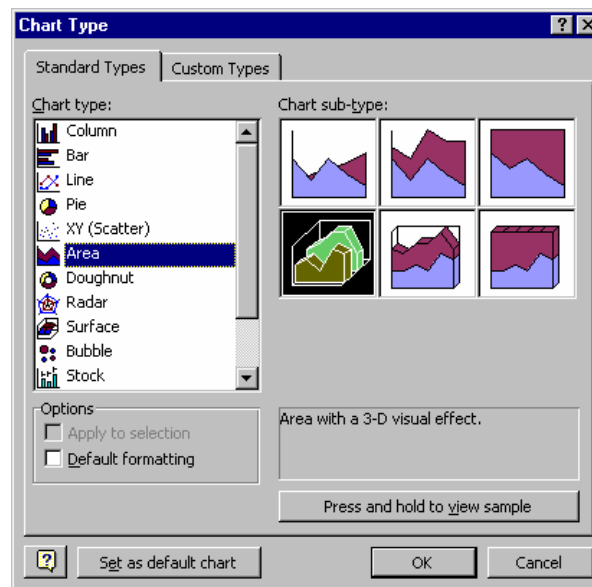 Chart Type
Standard Types
Custom Types
Chart type:
Column
Bar
Line
Pie
XY (Scatter)
Area
Doughnut
Radar
Surface
Bubble
Stock
Chart sub-type:
Options
Apply to selection
Default formatting
Area with a 3-D visual effect.
Press and hold to view sample
Set as default chart
OK
Cancel